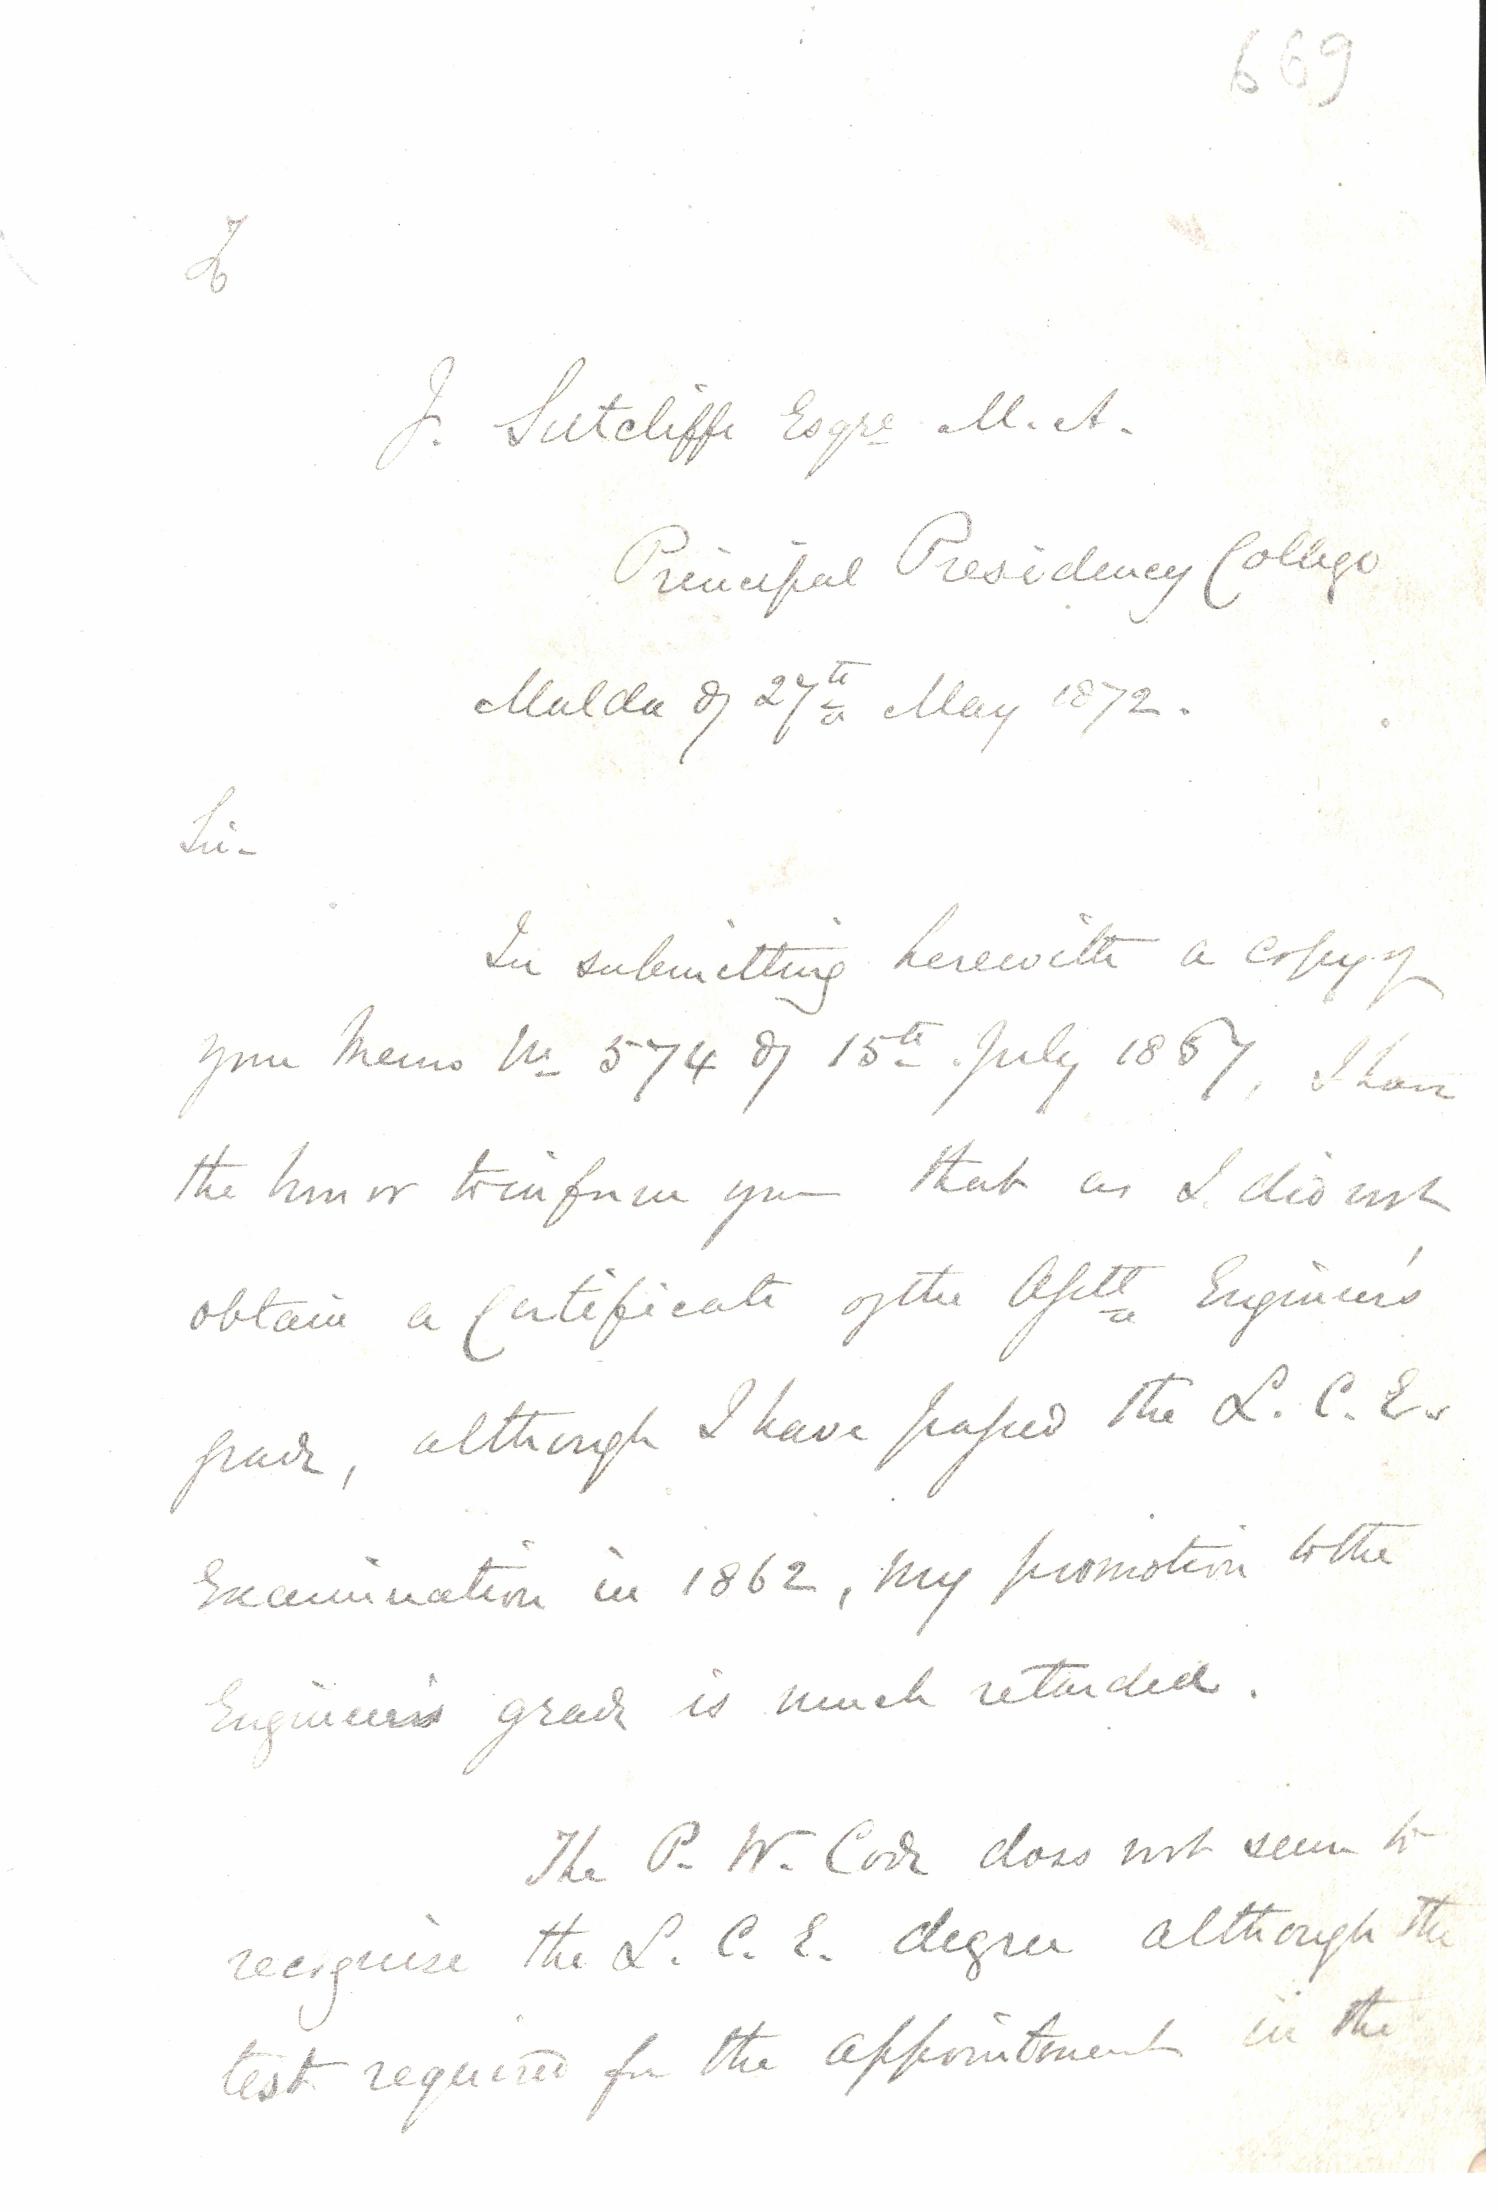 669
To
J. Sutcliffe Esqre M. A.
Principal Presidency College
Malda 27th May 1872.
Sir-
In submitting herewith a copy of
your Memo No 574 of 15th July 1867, I have
the honor to inform you that as I did not
obtain a Certificate of the Asstt Engineer's
grade, although I have passed the L. C. E.
Examination in 1862, my promotion to the
Engineers grade is much retarded.
The P. W. Code does not seem to
recognise the L. C. E. degree although the
test required for the appointment in the